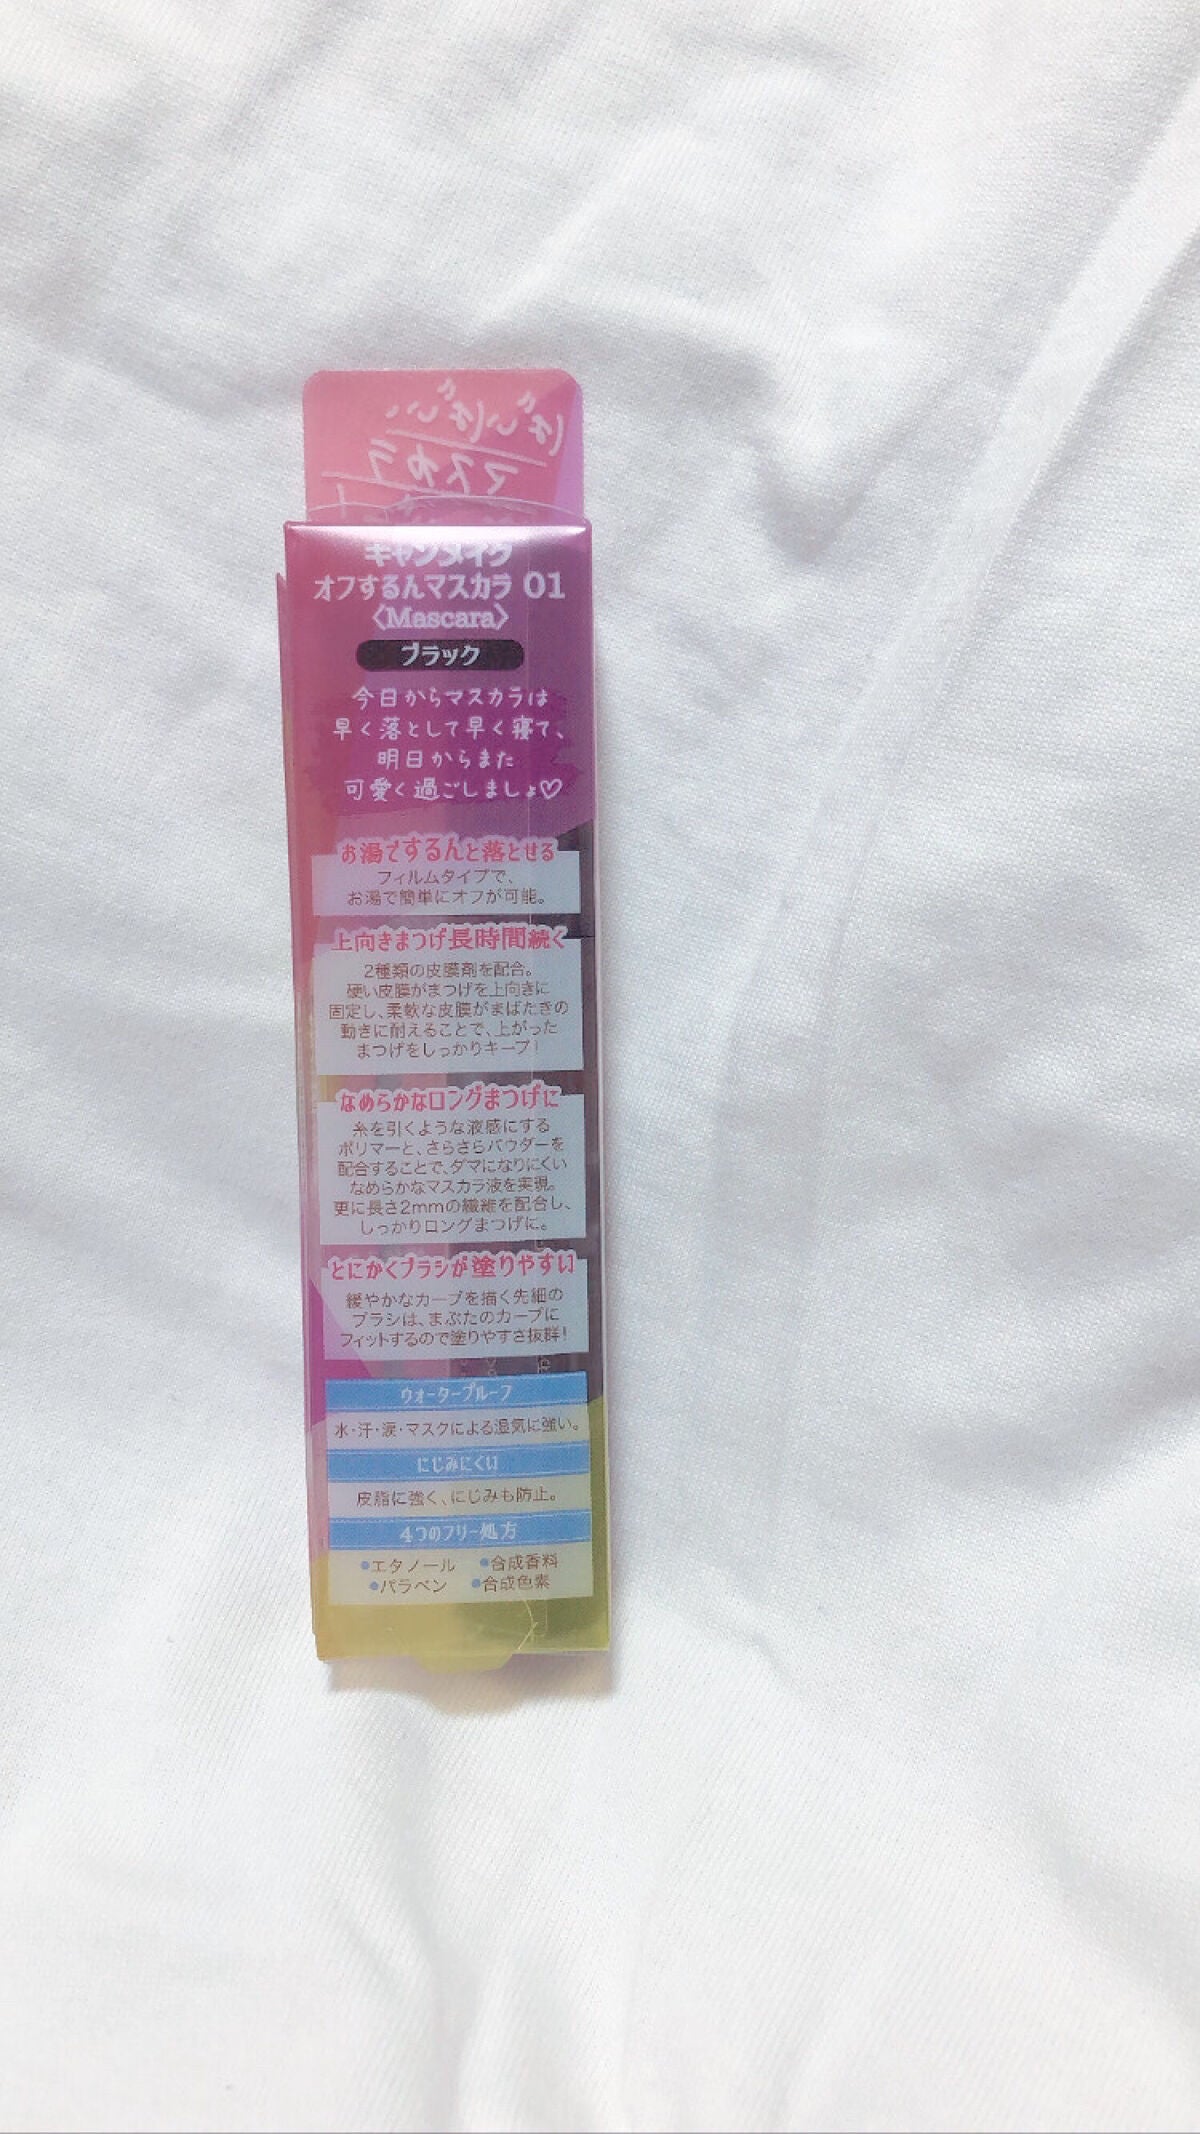 マスカラ
キャンメイク
オフするんマスカラ 01
〈Mascara〉
ブラック
今日からマスカラは
早く落として早く寝て、
明日からまた
可愛く過ごしましょ♡
お湯でするんと落とせる
フィルムタイプで、
お湯で簡単にオフが可能。
上向きまつげ長時間続く
2種類の皮膜剤を配合。
硬い皮膜がまつげを上向きに
固定し、柔軟な皮膜がまばたきの
動きに耐えることで、上がった
まつげをしっかりキープ!
なめらかなロングまつげに
糸を引くような液感にする
ポリマーと、さらさらパウダーを
配合することで、ダマになりにくい
なめらかなマスカラ液を実現。
更に長さ2mmの繊維を配合し、
しっかりロングまつげに。
とにかくブラシが塗りやすい
緩やかなカーブを描く先細の
ブラシは、まぶたのカーブに
フィットするので塗りやすさ抜群!
ウォータープルーフ
水・汗・涙・マスクによる湿気に強い。
にじみにくい
皮脂に強く、にじみも防止。
4つのフリー処方
●エタノール ●合成香料
●パラベン ●合成色素